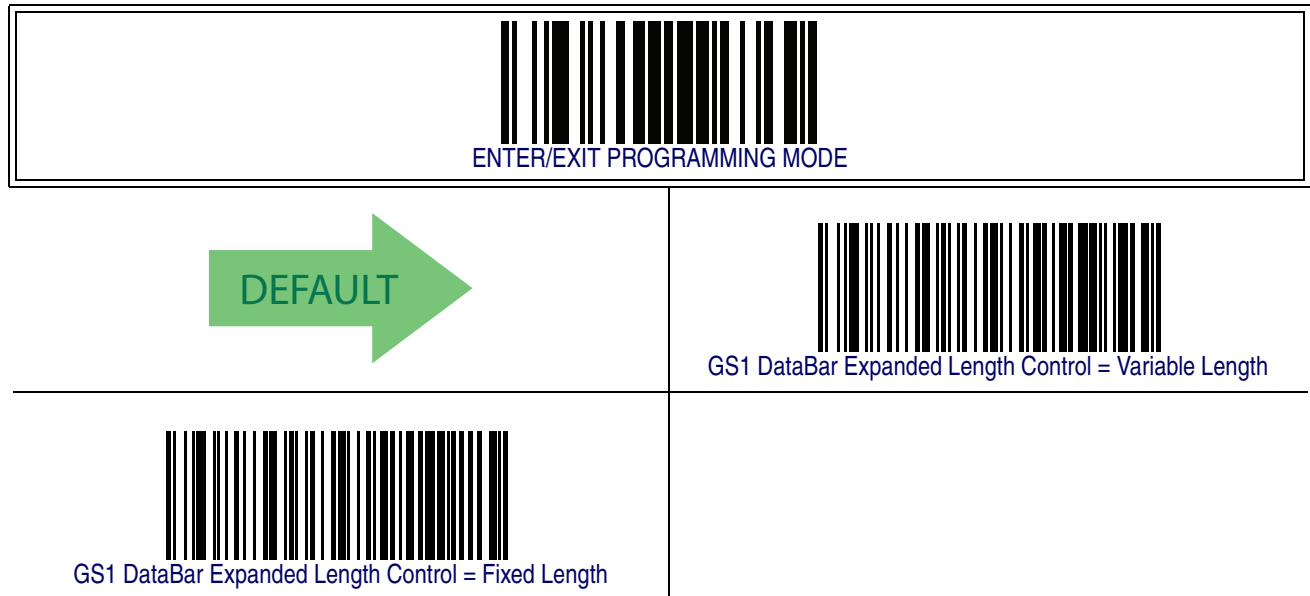 ENTER/EXIT PROGRAMMING MODE
DEFAULT
GS1 DataBar Expanded Length Control = Variable Length
GS1 DataBar Expanded Length Control = Fixed Length